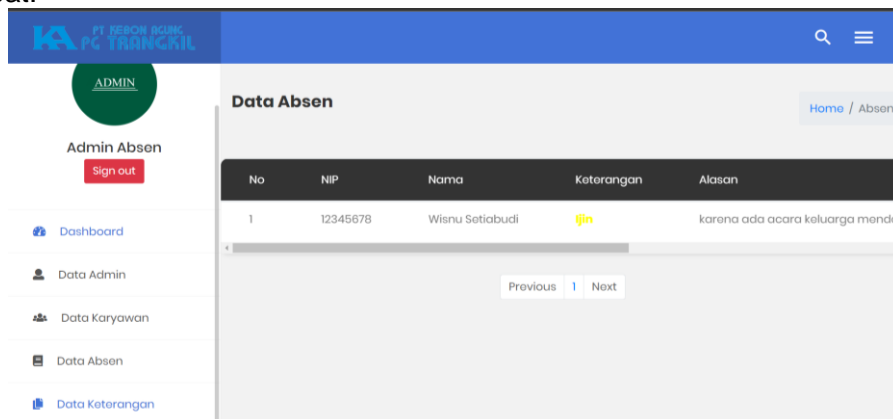 PT KEBON AGUNG
KA PG TRANGKIL
ADMIN
Admin Absen
Sign out
Dashboard
Data Admin
Data Karyawan
Data Absen
Data Keterangan
Data Absen
Home / Absen
No NIP Nama Keterangan Alasan
1 12345678 Wisnu Setiabudi Ijin karena ada acara keluarga
Previous 1 Next